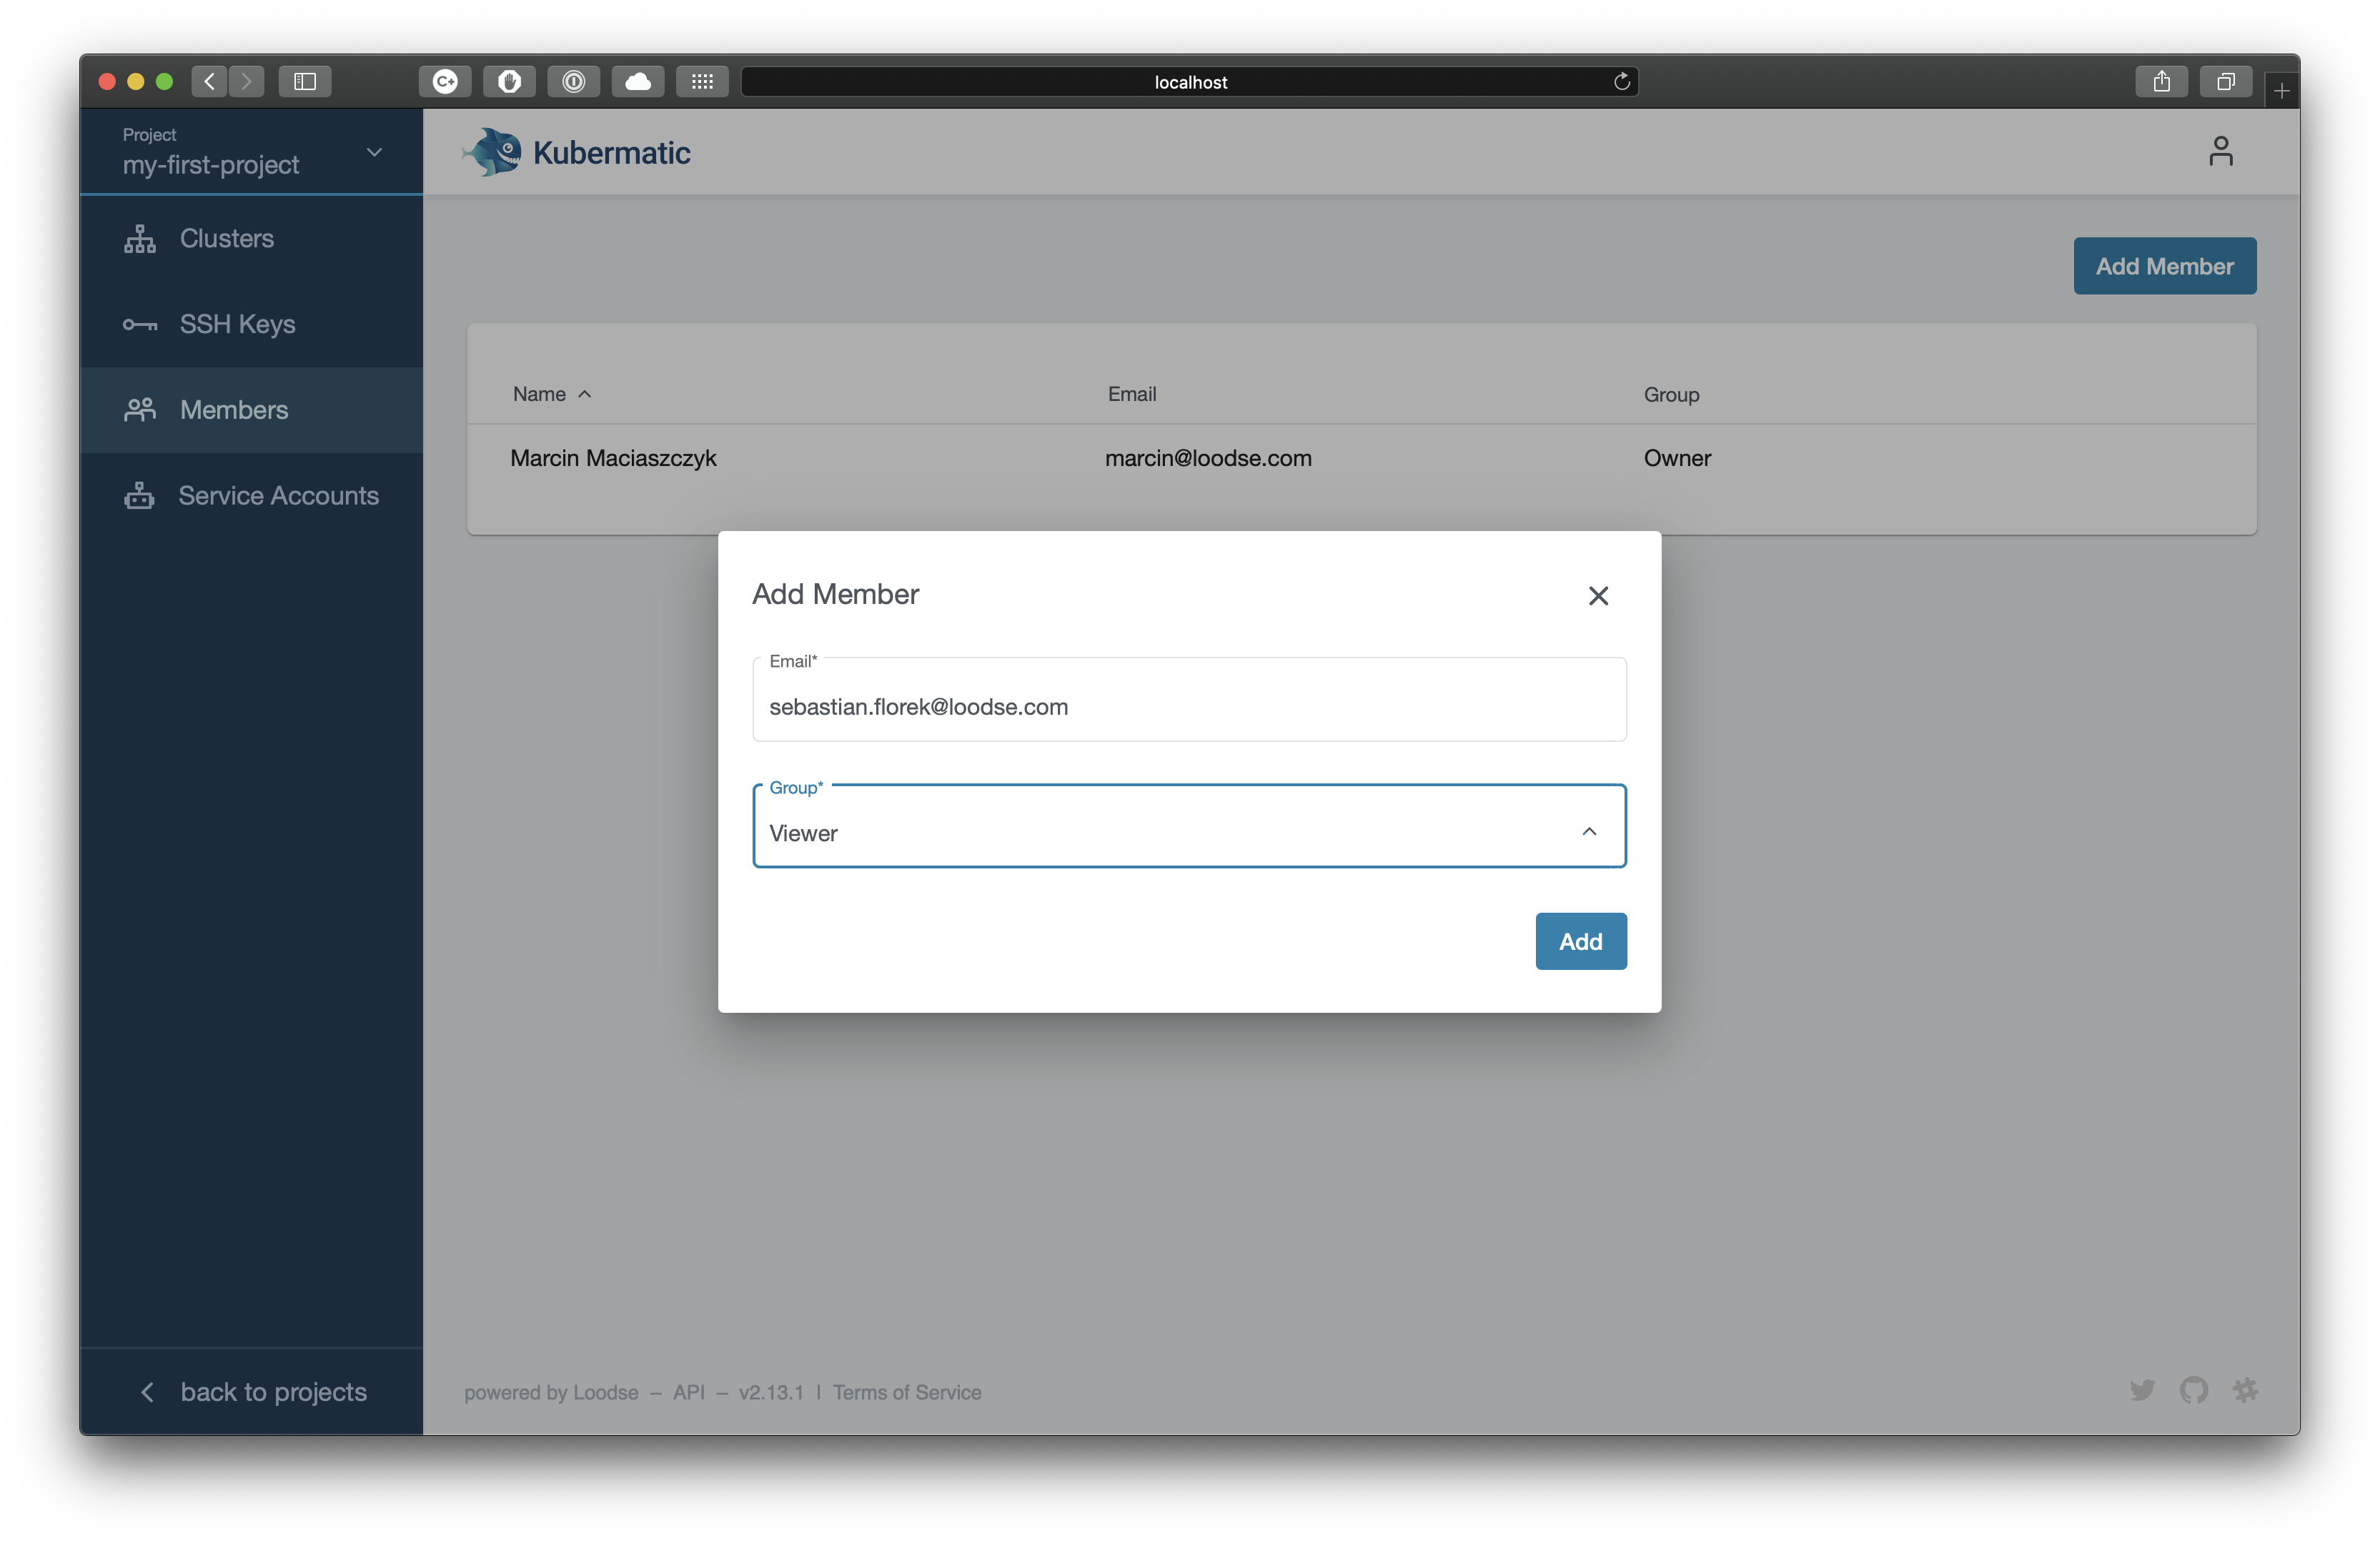 localhost
Project
my-first-project
Kubermatic
Clusters
SSH Keys
Members
Service Accounts
Add Member
Name Email Group
Marcin Maciaszczyk marcin@loodse.com Owner
Add Member
Email*
sebastian.florek@loodse.com
Group*
Viewer
Add
back to projects
powered by Loodse – API – v2.13.1 | Terms of Service